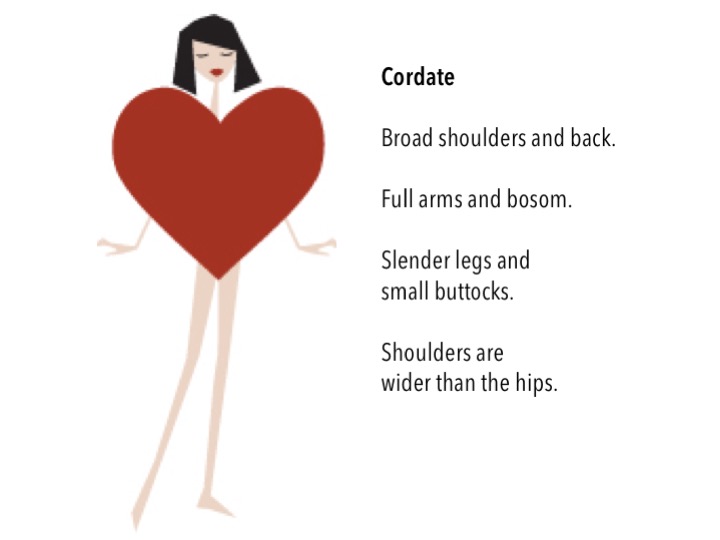 Cordate
Broad shoulders and back.
Full arms and bosom.
Slender legs and
small buttocks.
Shoulders are
wider than the hips.